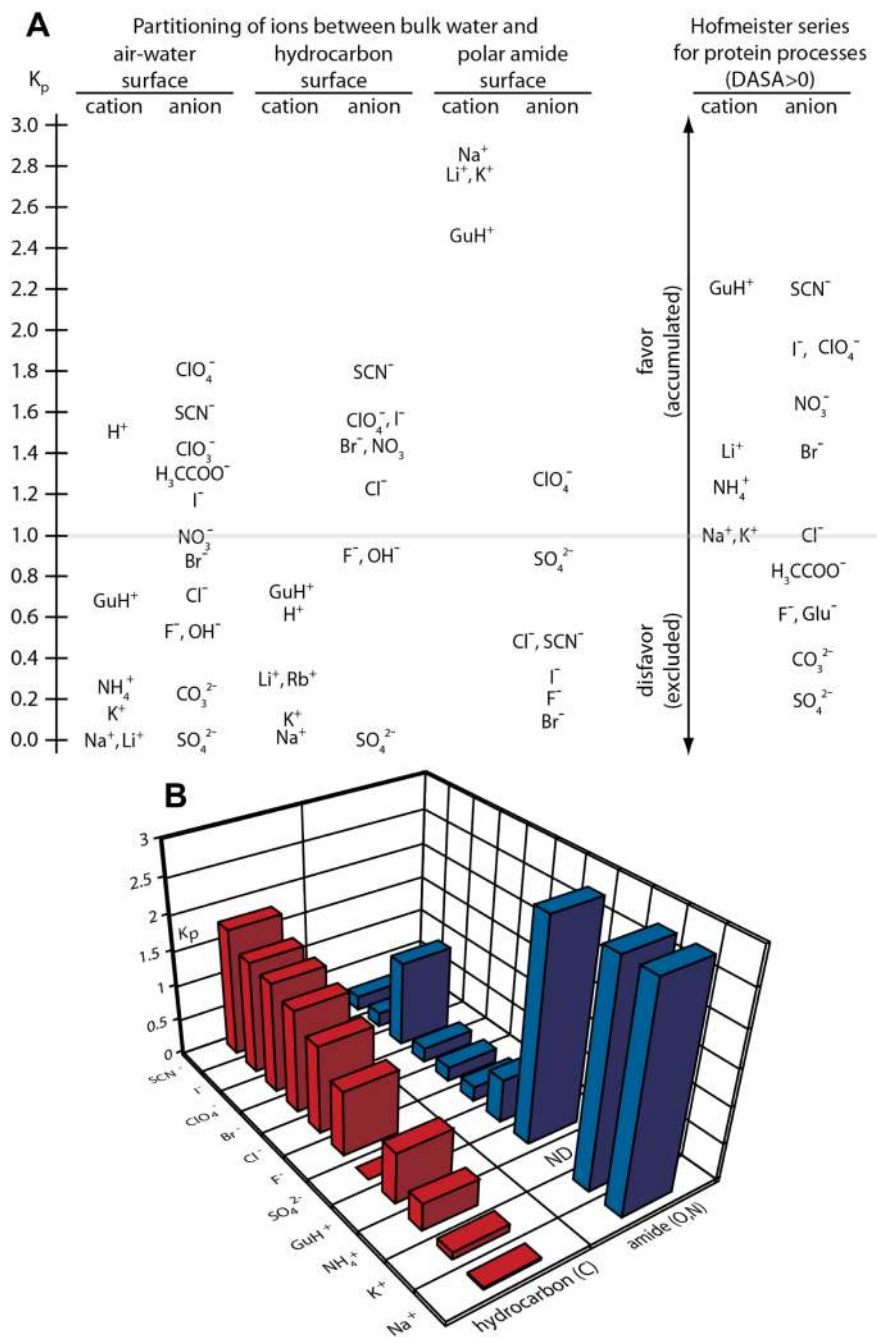 A
Partitioning of ions between bulk water and
air-water surface
hydrocarbon surface
polar amide surface
Hofmeister series
for protein processes
(DASA>0)
Kp
cation anion cation anion cation anion cation anion
3.0
2.8
2.6
2.4
2.2
2.0
1.8
1.6
1.4
1.2
1.0
0.8
0.6
0.4
0.2
0.0
H⁺
GuH⁺
NH₄⁺
K⁺
Na⁺, Li⁺
ClO₄⁻
SCN⁻
ClO₃⁻
H₃CCOO⁻
I⁻
NO₃⁻
Br⁻
Cl⁻
F⁻, OH⁻
CO₃²⁻
SO₄²⁻
GuH⁺
H⁺
Li⁺, Rb⁺
K⁺
Na⁺
SCN⁻
ClO₄⁻, I⁻
Br⁻, NO₃
Cl⁻
F⁻, OH⁻
SO₄²⁻
Na⁺
Li⁺, K⁺
GuH⁺
ClO₄⁻
SO₄²⁻
Cl⁻, SCN⁻
I⁻
F⁻
Br⁻
favor
(accumulated)
disfavor
(excluded)
GuH⁺
Li⁺
NH₄⁺
Na⁺, K⁺
SCN⁻
I⁻, ClO₄⁻
NO₃⁻
Br⁻
Cl⁻
H₃CCOO⁻
F⁻, Glu⁻
CO₃²⁻
SO₄²⁻
B
3
2.5
2
1.5
1
0.5
0
Kp
SCN⁻
I⁻
ClO₄⁻
Br⁻
Cl⁻
F⁻
SO₄²⁻
GuH⁺
NH₄⁺
K⁺
Na⁺
ND
hydrocarbon (C)
amide (O,N)